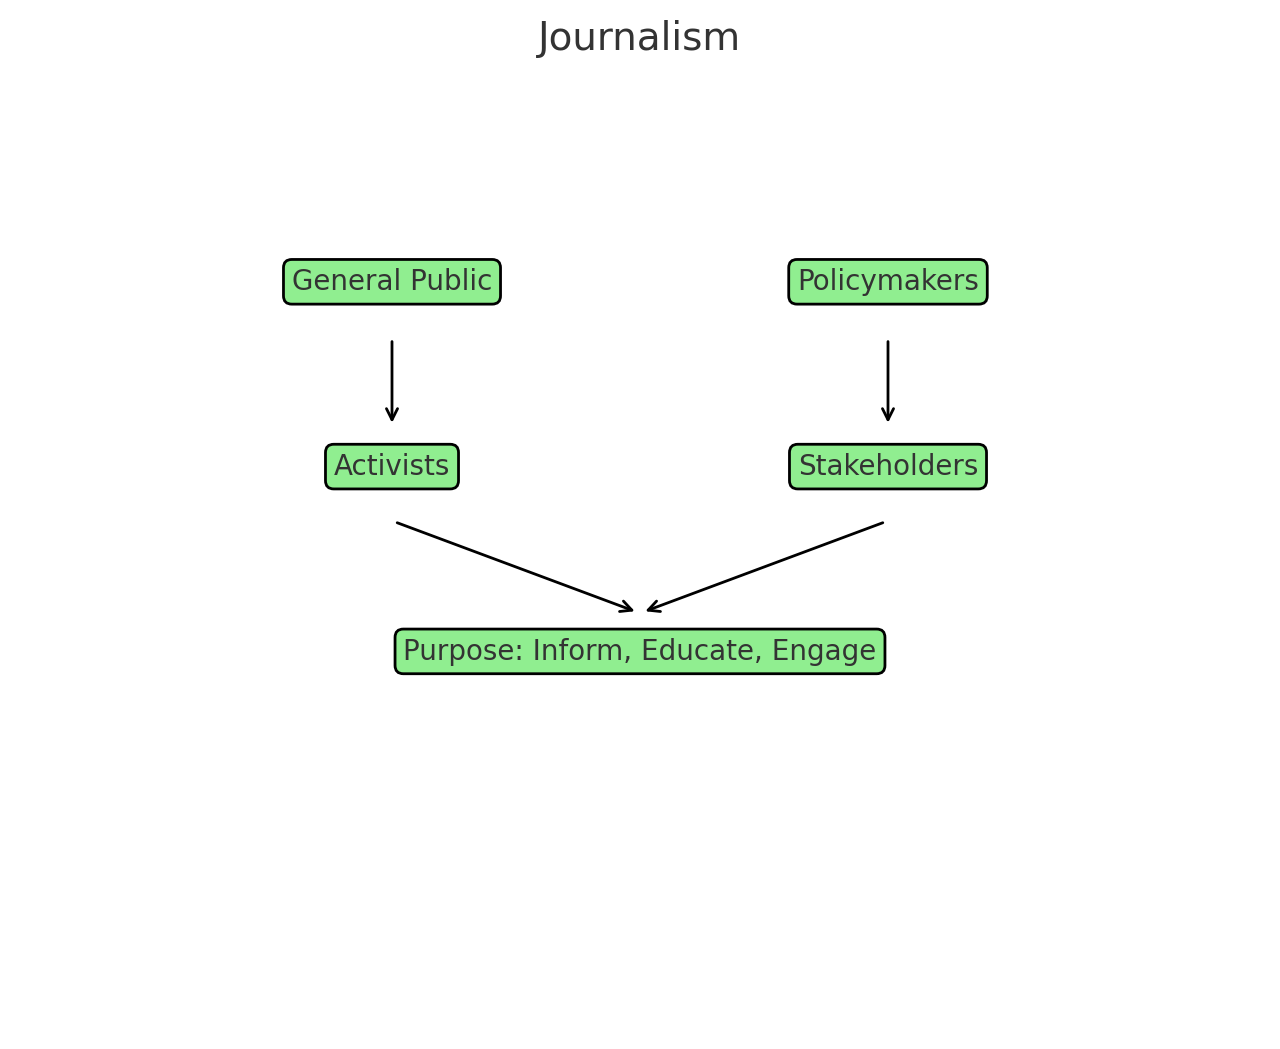 Journalism
General Public
Policymakers
Activists
Stakeholders
Purpose: Inform, Educate, Engage